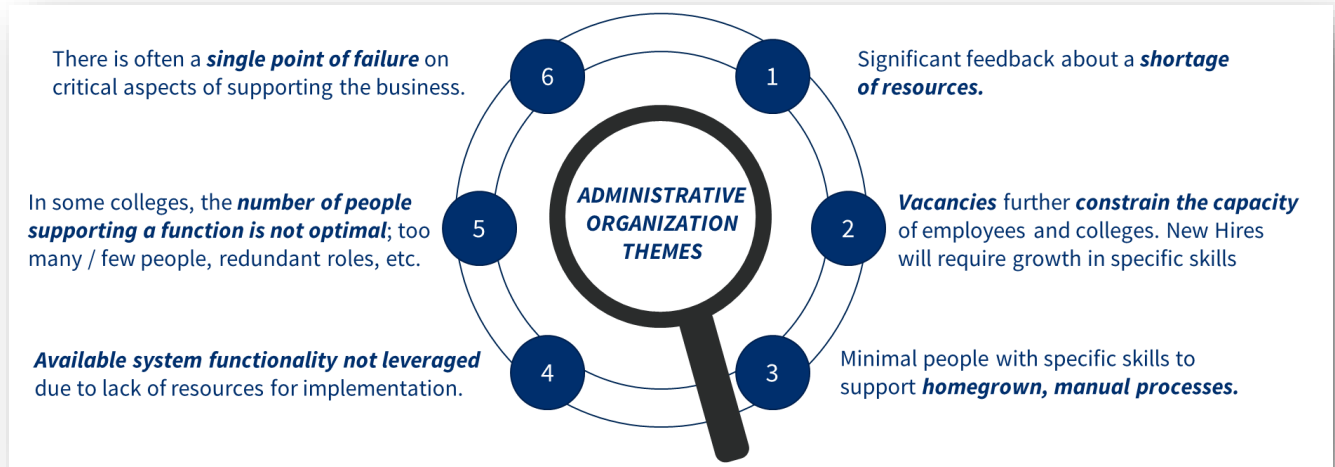 ADMINISTRATIVE
ORGANIZATION
THEMES
1
Significant feedback about a shortage
of resources.
2
Vacancies further constrain the capacity
of employees and colleges. New Hires
will require growth in specific skills
3
Minimal people with specific skills to
support homegrown, manual processes.
4
Available system functionality not leveraged
due to lack of resources for implementation.
5
In some colleges, the number of people
supporting a function is not optimal; too
many / few people, redundant roles, etc.
6
There is often a single point of failure on
critical aspects of supporting the business.